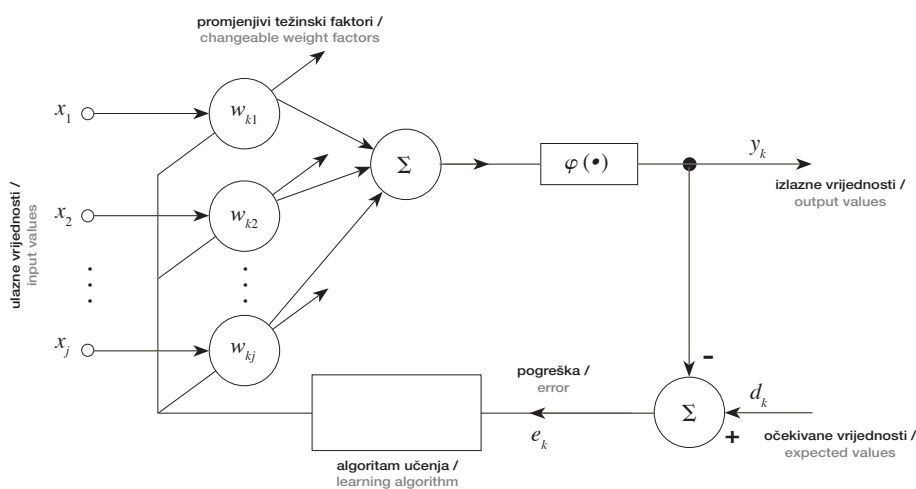 promjenjivi težinski faktori /
changeable weight factors
x1
wk1
Σ
φ (•)
yk
izlazne vrijednosti /
output values
ulazne vrijednosti /
input values
x2
wk2
xj
wkj
-
pogreška /
error
ek
Σ
dk
+
očekivane vrijednosti /
expected values
algoritam učenja /
learning algorithm